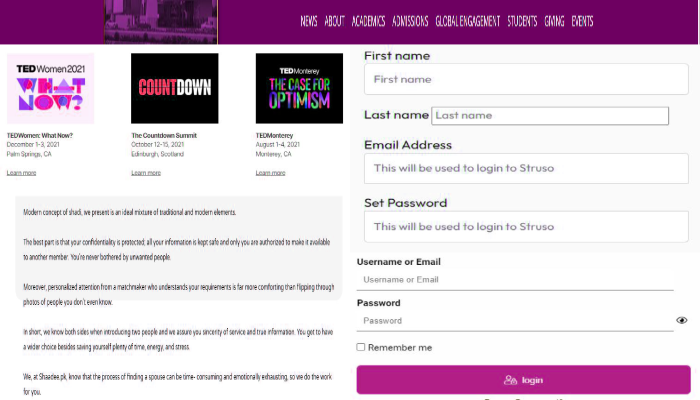 NEWS ABOUT ACADEMICS ADMISSIONS GLOBAL ENGAGEMENT STUDENTS GIVING EVENTS
TEDWomen2021
WHAT
NOW?
TEDWomen: What Now?
December 1-3, 2021
Palm Springs, CA
Learn more
COUNTDOWN
The Countdown Summit
October 12-15, 2021
Edinburgh, Scotland
Learn more
TEDMonterey
THE CASE FOR
OPTIMISM
TEDMonterey
August 1-4, 2021
Monterey, CA
Learn more
Modern concept of shadi, we present is an ideal mixture of traditional and modern elements.
The best part is that your confidentiality is protected; all your information is kept safe and only you are authorized to make it available
to another member. You're never bothered by unwanted people.
Moreover, personalized attention from a matchmaker who understands your requirements is far more comforting than flipping through
photos of people you don't even know.
In short, we know both sides when introducing two people and we assure you sincerity of service and true information. You get to have
a wider choice besides saving yourself plenty of time, energy, and stress.
We, at Shaadee.pk, know that the process of finding a spouse can be time- consuming and emotionally exhausting, so we do the work
for you.
First name
First name
Last name Last name
Email Address
This will be used to login to Struso
Set Password
This will be used to login to Struso
Username or Email
Username or Email
Password
Password
Remember me
login